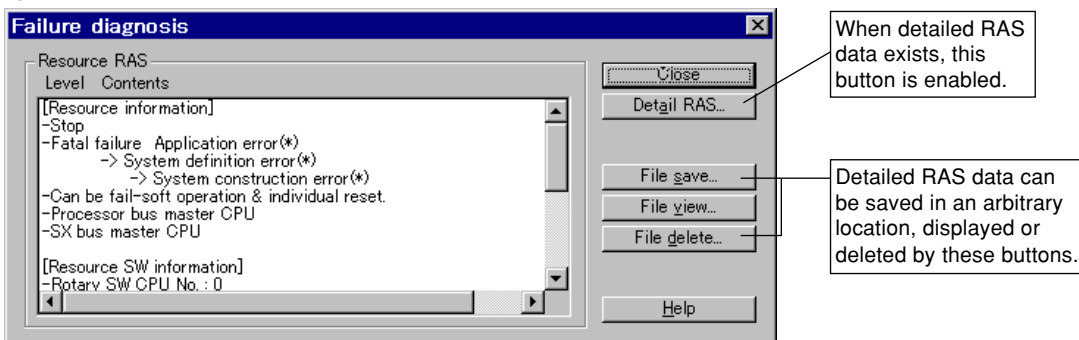 Failure diagnosis
Resource RAS
Level Contents
[Resource information]
-Stop
-Fatal failure Application error(*)
-> System definition error(*)
-> System construction error(*)
-Can be fail-soft operation & individual reset.
-Processor bus master CPU
-SX bus master CPU
[Resource SW information]
-Rotary SW CPU No. : 0
Close
Detail RAS...
File save...
File view...
File delete...
Help
When detailed RAS
data exists, this
button is enabled.
Detailed RAS data can
be saved in an arbitrary
location, displayed or
deleted by these buttons.